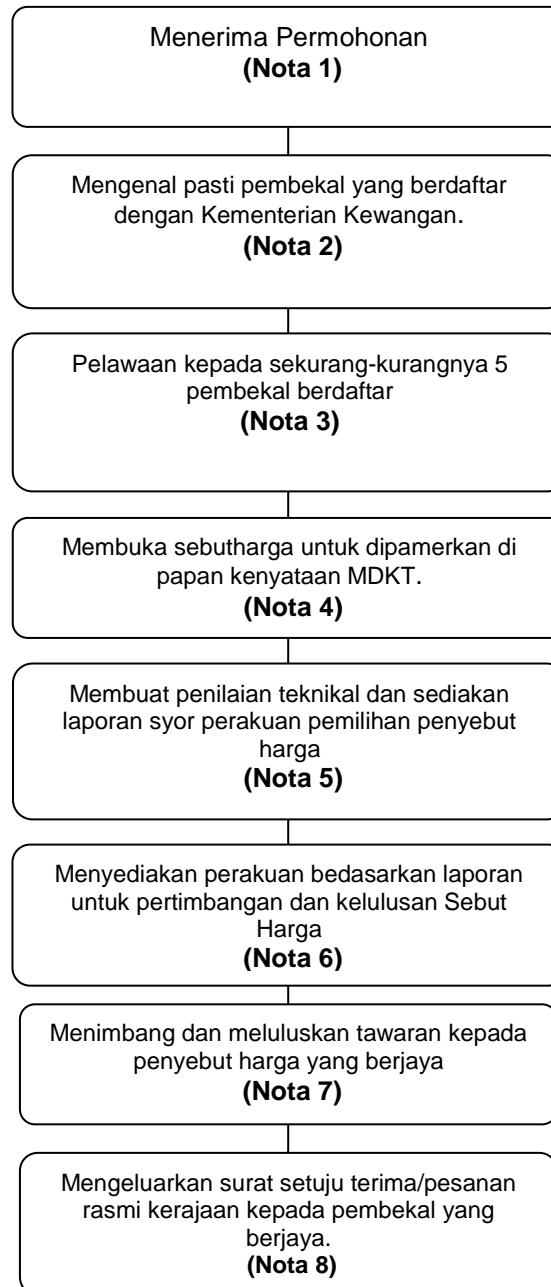 Menerima Permohonan
(Nota 1)
Mengenal pasti pembekal yang berdaftar
dengan Kementerian Kewangan.
(Nota 2)
Pelawaan kepada sekurang-kurangnya 5
pembekal berdaftar
(Nota 3)
Membuka sebutharga untuk dipamerkan di
papan kenyataan MDKT.
(Nota 4)
Membuat penilaian teknikal dan sediakan
laporan syor perakuan pemilihan penyebut
harga
(Nota 5)
Menyediakan perakuan bedasarkan laporan
untuk pertimbangan dan kelulusan Sebut
Harga
(Nota 6)
Menimbang dan meluluskan tawaran kepada
penyebut harga yang berjaya
(Nota 7)
Mengeluarkan surat setuju terima/pesanan
rasmi kerajaan kepada pembekal yang
berjaya.
(Nota 8)